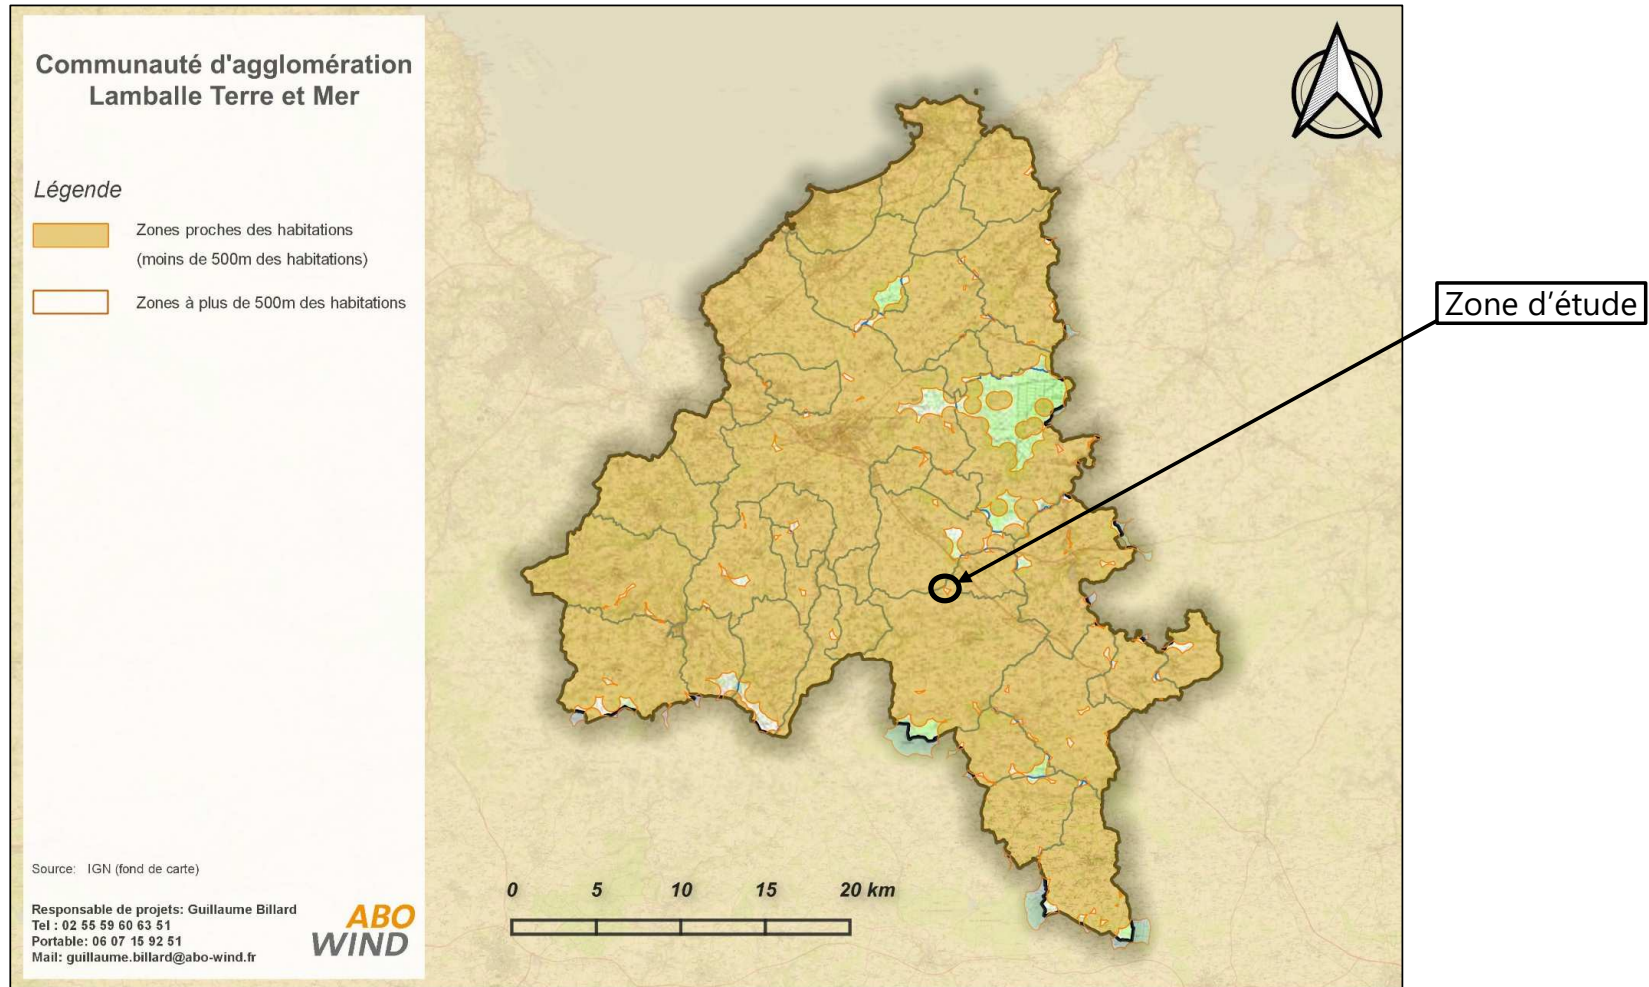 Communauté d'agglomération
Lamballe Terre et Mer
Légende
Zones proches des habitations
(moins de 500m des habitations)
Zones à plus de 500m des habitations
Zone d'étude
Source: IGN (fond de carte)
Responsable de projets: Guillaume Billard
Tel : 02 55 59 60 63 51
Portable: 06 07 15 92 51
Mail: guillaume.billard@abo-wind.fr
ABO
WIND
0 5 10 15 20 km